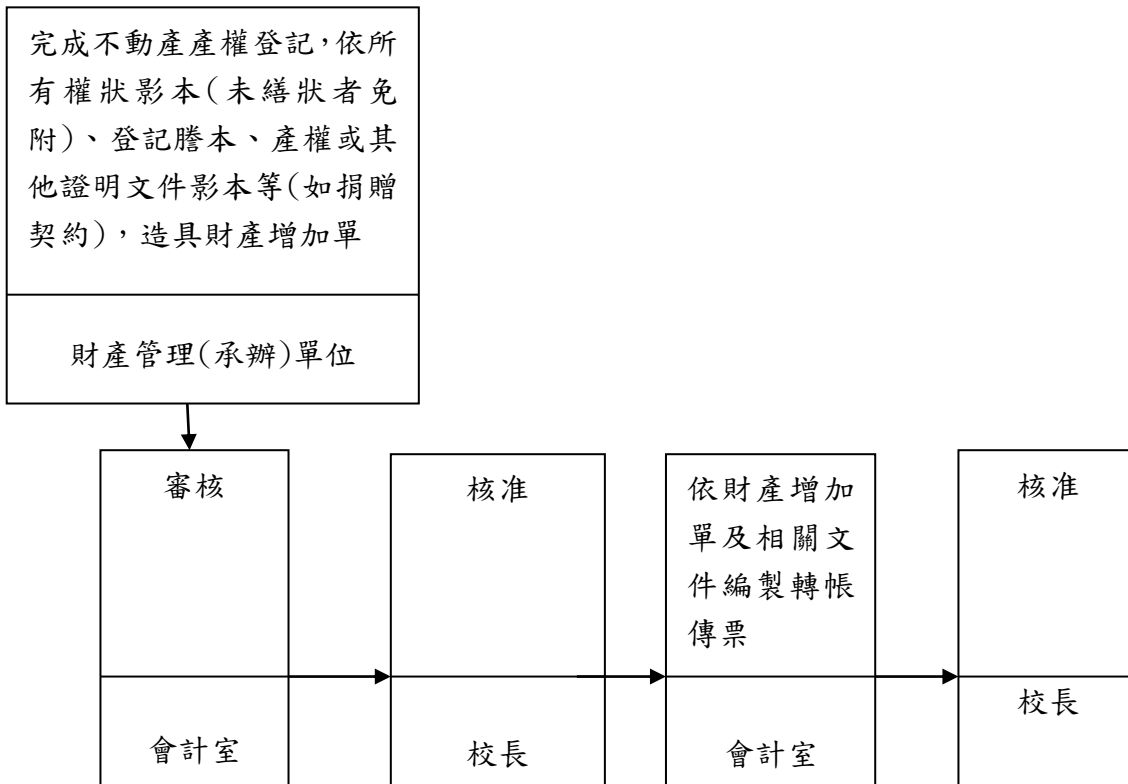 完成不動產產權登記，依所
有權狀影本(未繕狀者免
附)、登記謄本、產權或其
他證明文件影本等(如捐贈
契約)，造具財產增加單
財產管理(承辦)單位
審核
會計室
核准
校長
依財產增加
單及相關文
件編製轉帳
傳票
會計室
核准
校長